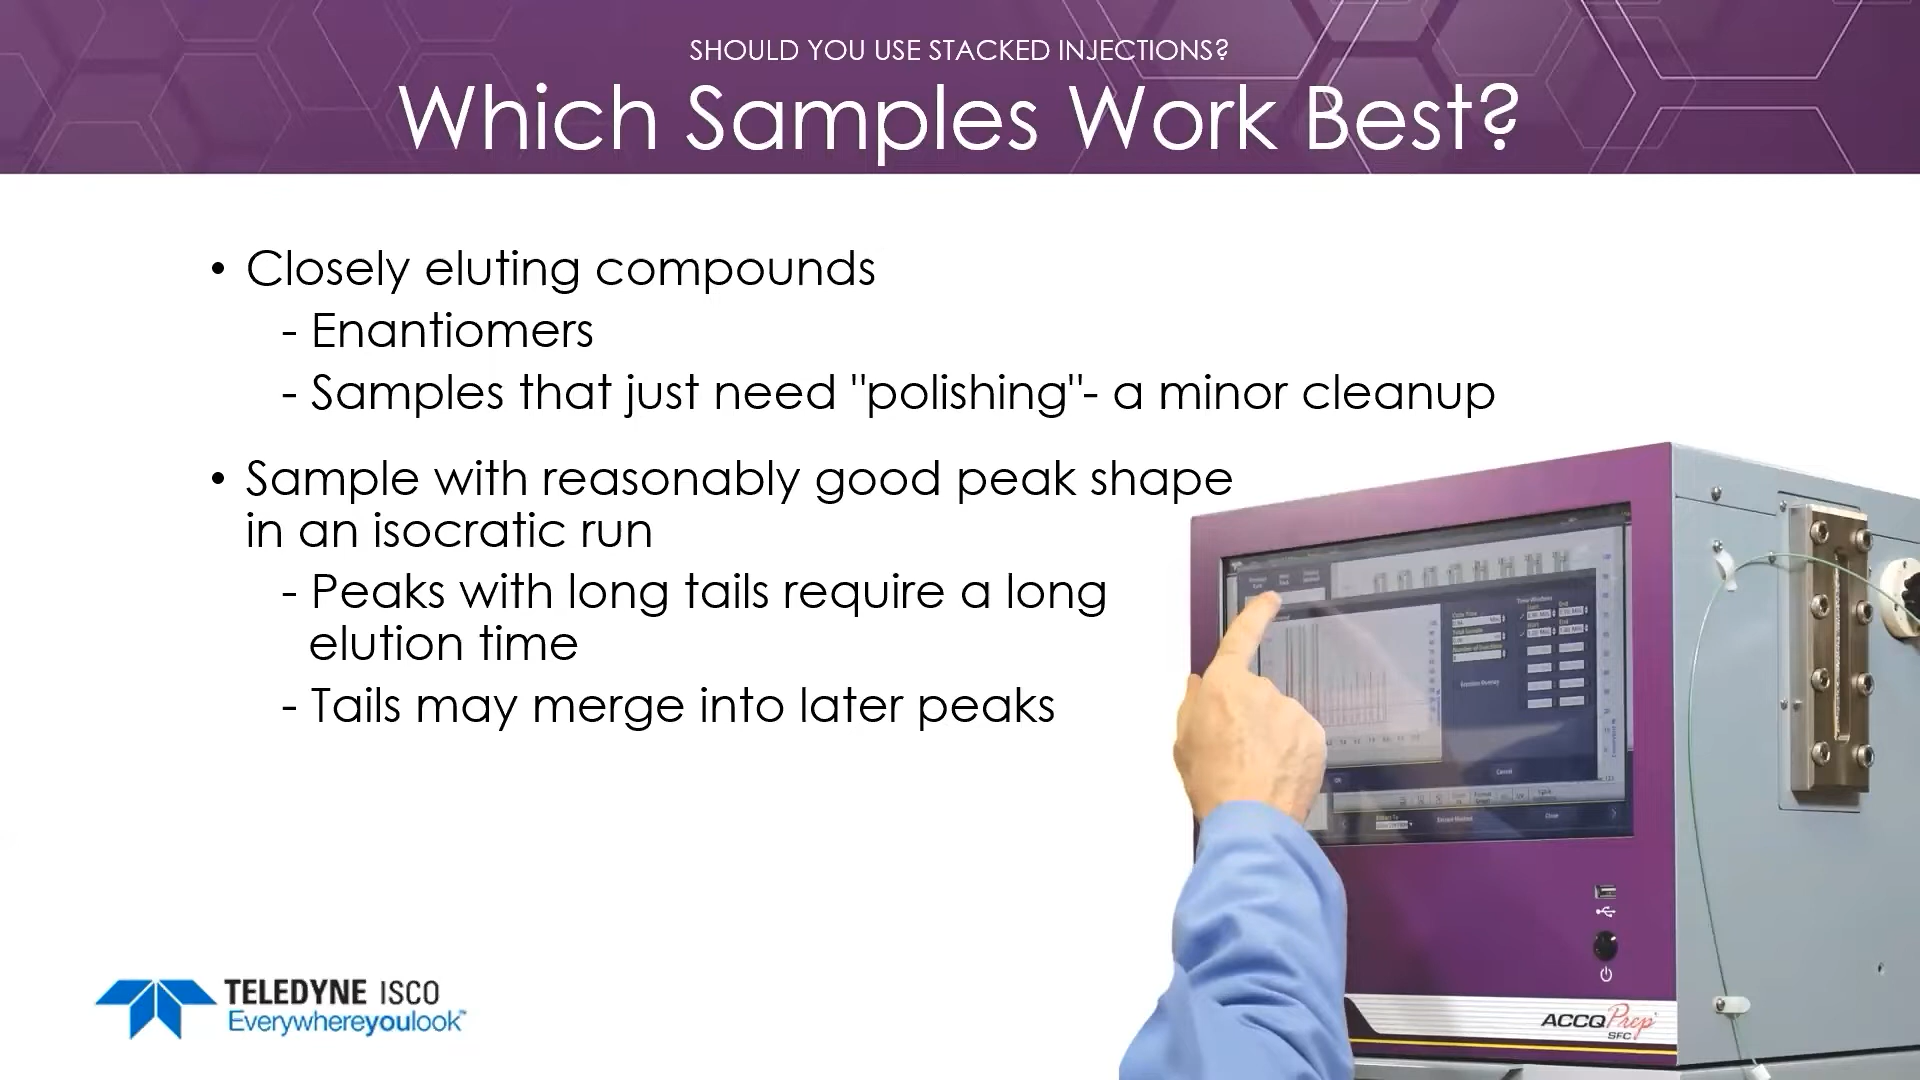 SHOULD YOU USE STACKED INJECTIONS?
Which Samples Work Best?
• Closely eluting compounds
- Enantiomers
- Samples that just need "polishing"- a minor cleanup
• Sample with reasonably good peak shape
in an isocratic run
- Peaks with long tails require a long
elution time
- Tails may merge into later peaks
TELEDYNE ISCO
Everywhereyoulook™
ACCQPrep
SFC